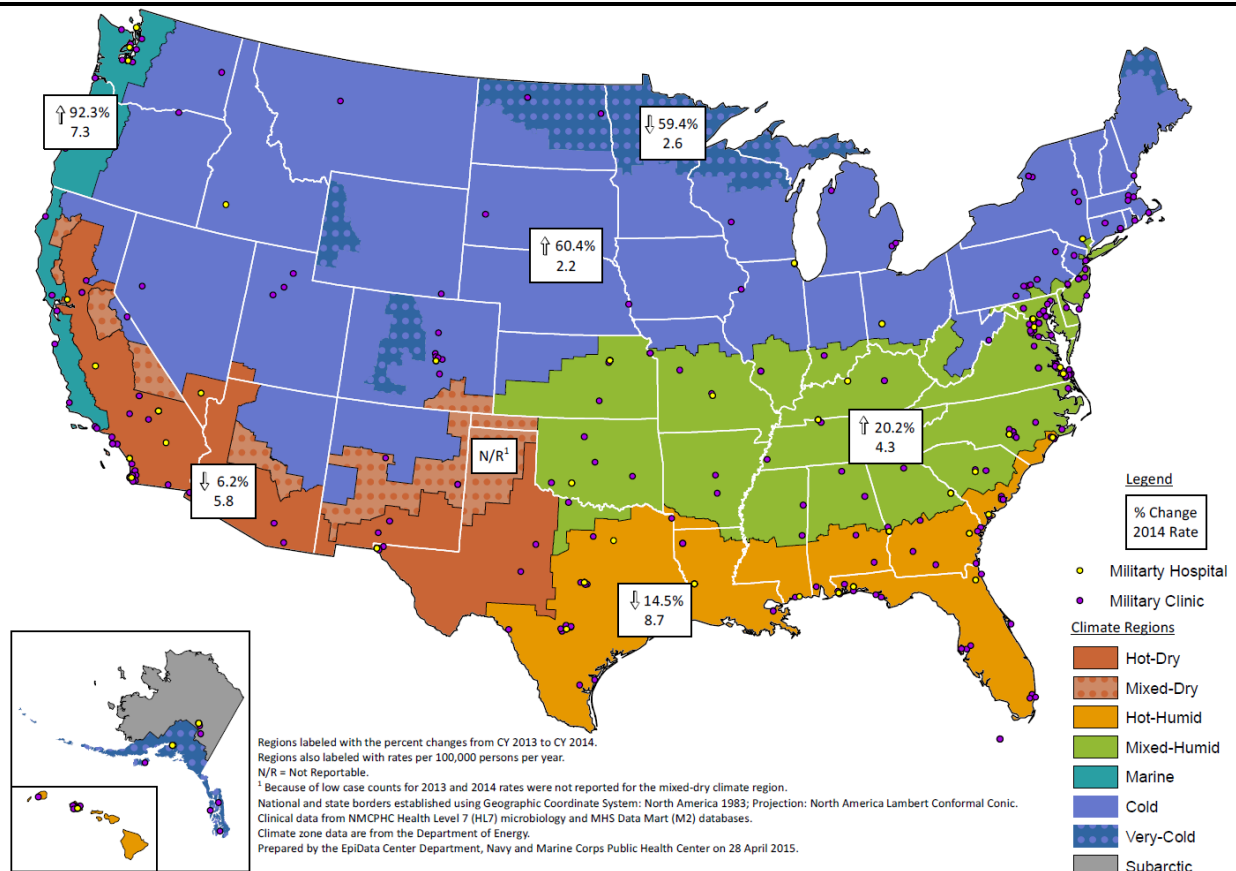 ⇧ 92.3%
7.3
⇩ 59.4%
2.6
⇧ 60.4%
2.2
⇧ 20.2%
4.3
N/R¹
⇩ 6.2%
5.8
⇩ 14.5%
8.7
Legend
% Change
2014 Rate
Militarty Hospital
Military Clinic
Climate Regions
Hot-Dry
Mixed-Dry
Hot-Humid
Mixed-Humid
Marine
Cold
Very-Cold
Subarctic
Regions labeled with the percent changes from CY 2013 to CY 2014.
Regions also labeled with rates per 100,000 persons per year.
N/R = Not Reportable.
¹ Because of low case counts for 2013 and 2014 rates were not reported for the mixed-dry climate region.
National and state borders established using Geographic Coordinate System: North America 1983; Projection: North America Lambert Conformal Conic.
Clinical data from NMCPHC Health Level 7 (HL7) microbiology and MHS Data Mart (M2) databases.
Climate zone data are from the Department of Energy.
Prepared by the EpiData Center Department, Navy and Marine Corps Public Health Center on 28 April 2015.